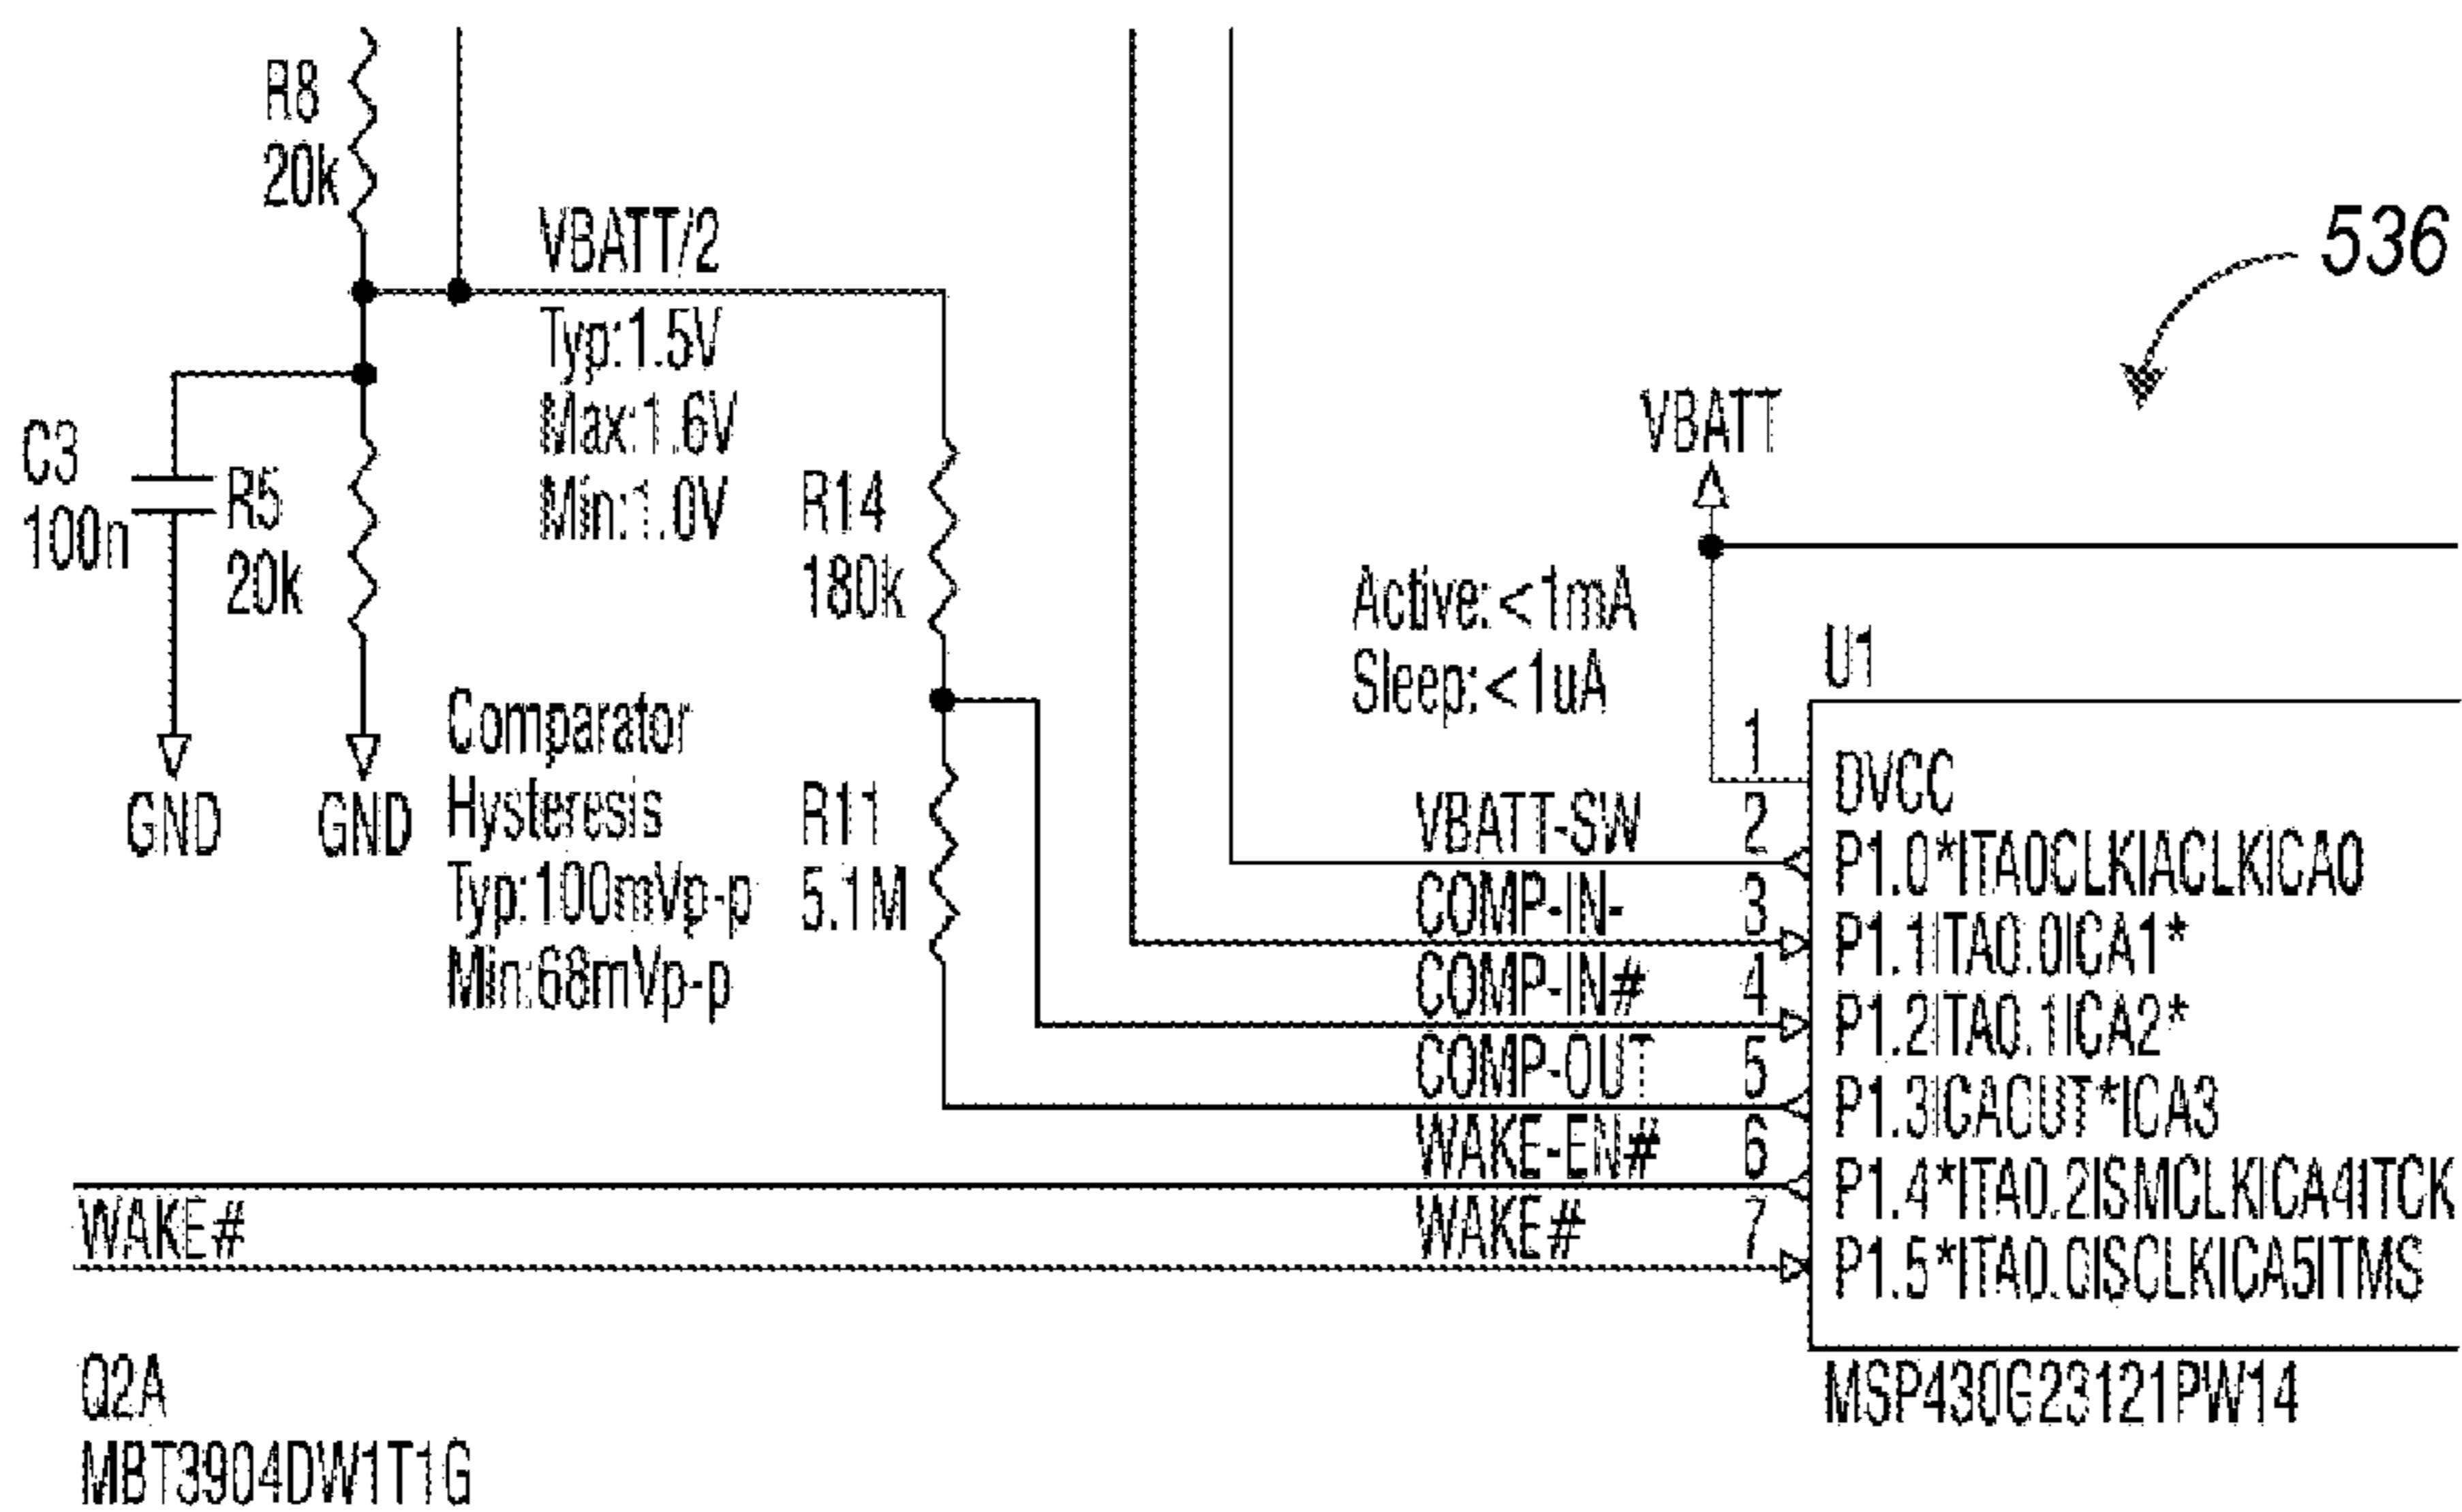 R8
20k
VBATT/2
Typ:1.5V
Max:1.6V
Min:1.0V
536
C3
100n
R5
20k
R14
180k
VBATT
Active:<1mA
Sleep:<1uA
U1
GND
GND
Comparator
Hysteresis
Typ:100mVp-p
Min:68mVp-p
R11
5.1M
1
DVCC
VBATT-SW 2 P1.0*ITA0CLKIACLKICA0
COMP-IN- 3 P1.1ITA0.0ICA1*
COMP-IN# 4 P1.2ITA0.1ICA2*
COMP-OUT 5 P1.3ICAOUT*ICA3
WAKE-EN# 6 P1.4*ITA0.2ISMCLKICA4ITCK
WAKE#
WAKE# 7 P1.5*ITA0.0ISCLKICA5ITMS
MSP430G23121PW14
Q2A
MBT3904DW1T1G